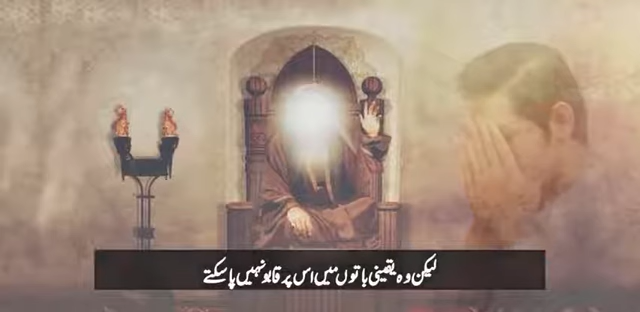 لیکن وہ یقینی باتوں میں اس پر قابو نہیں پا سکتے